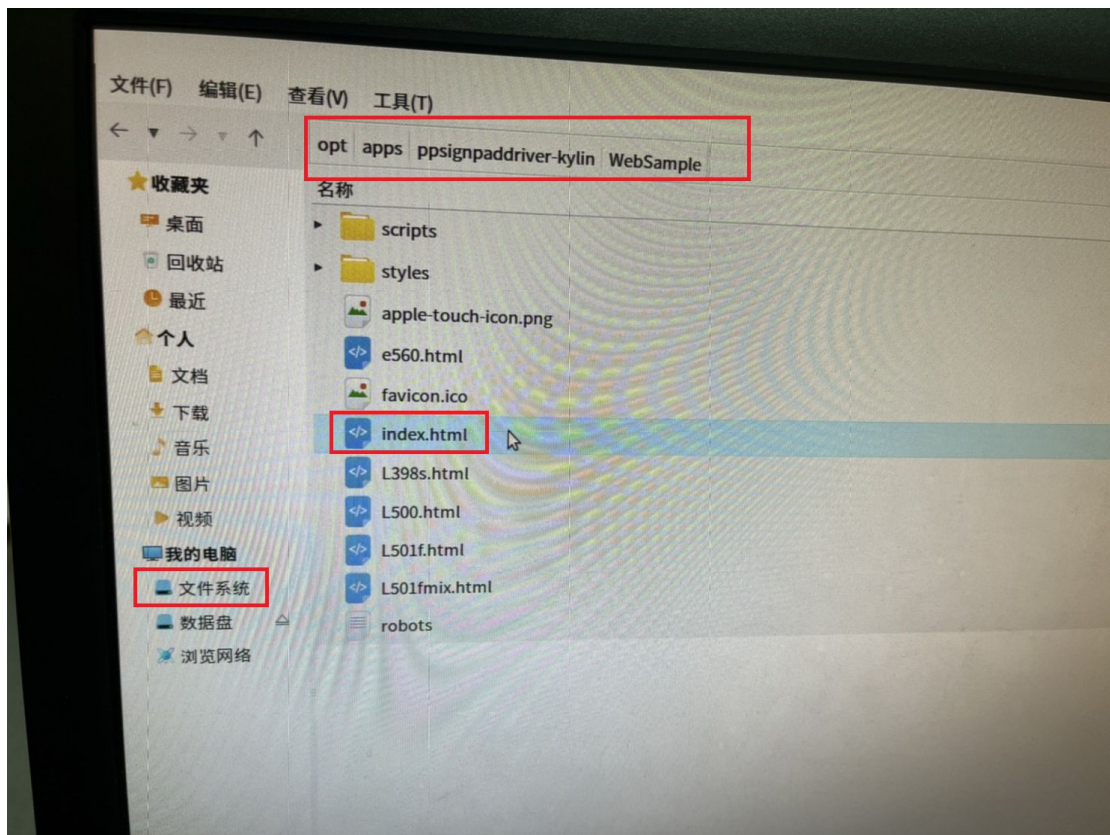 文件(F) 编辑(E) 查看(V) 工具(T)
opt apps ppsignpaddriver-kylin WebSample
收藏夹
桌面
回收站
最近
个人
文档
下载
音乐
图片
视频
我的电脑
文件系统
数据盘
浏览网络
名称
scripts
styles
apple-touch-icon.png
e560.html
favicon.ico
index.html
L398s.html
L500.html
L501f.html
L501fmix.html
robots